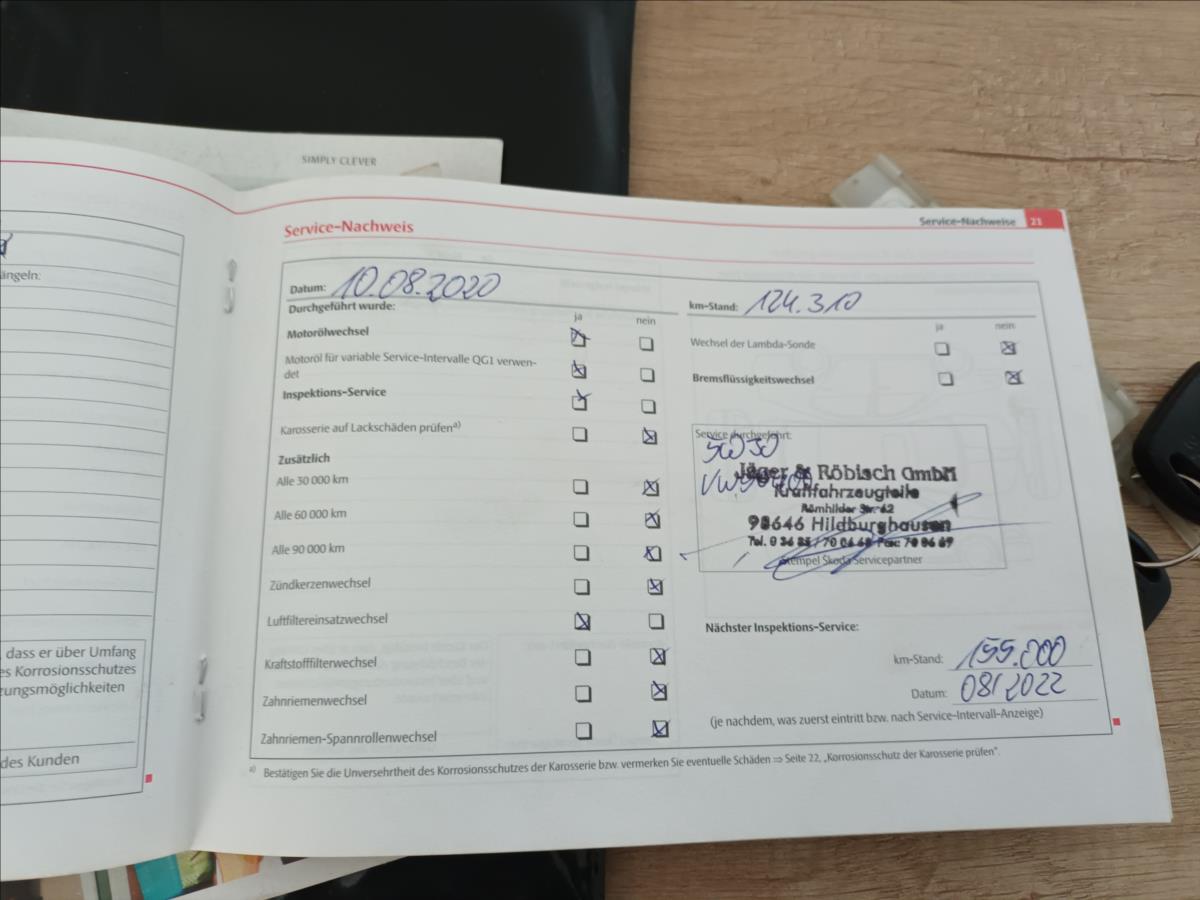 SIMPLY CLEVER
Service-Nachweise 21
ängeln:
, dass er über Umfang
es Korrosionsschutzes
zungsmöglichkeiten
des Kunden
Service-Nachweis
Datum: 10.08.2020
Durchgeführt wurde:
ja nein
Motorölwechsel
Motoröl für variable Service-Intervalle QG1 verwen-
det
Inspektions-Service
Karosserie auf Lackschäden prüfen a)
Zusätzlich
Alle 30 000 km
Alle 60 000 km
Alle 90 000 km
Zündkerzenwechsel
Luftfiltereinsatzwechsel
Kraftstofffilterwechsel
Zahnriemenwechsel
Zahnriemen-Spannrollenwechsel
km-Stand: 124.310
ja nein
Wechsel der Lambda-Sonde
Bremsflüssigkeitswechsel
Service durchgeführt:
5W30
Jäger & Röbisch GmbH
Kraftfahrzeugteile
Römhilder Str. 62
98646 Hildburghausen
Stempel Škoda Servicepartner
Nächster Inspektions-Service:
km-Stand: 155.000
Datum: 08/2022
(je nachdem, was zuerst eintritt bzw. nach Service-Intervall-Anzeige)
a) Bestätigen Sie die Unversehrtheit des Korrosionsschutzes der Karosserie bzw. vermerken Sie eventuelle Schäden ⇒ Seite 22, „Korrosionsschutz der Karosserie prüfen“.